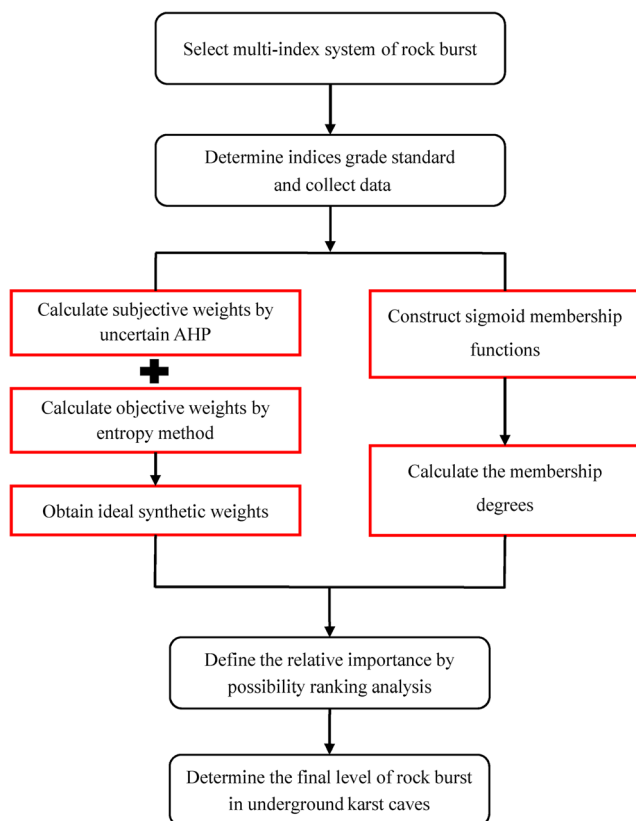 Select multi-index system of rock burst
Determine indices grade standard
and collect data
Calculate subjective weights by
uncertain AHP
Calculate objective weights by
entropy method
Obtain ideal synthetic weights
Construct sigmoid membership
functions
Calculate the membership
degrees
Define the relative importance by
possibility ranking analysis
Determine the final level of rock burst
in underground karst caves